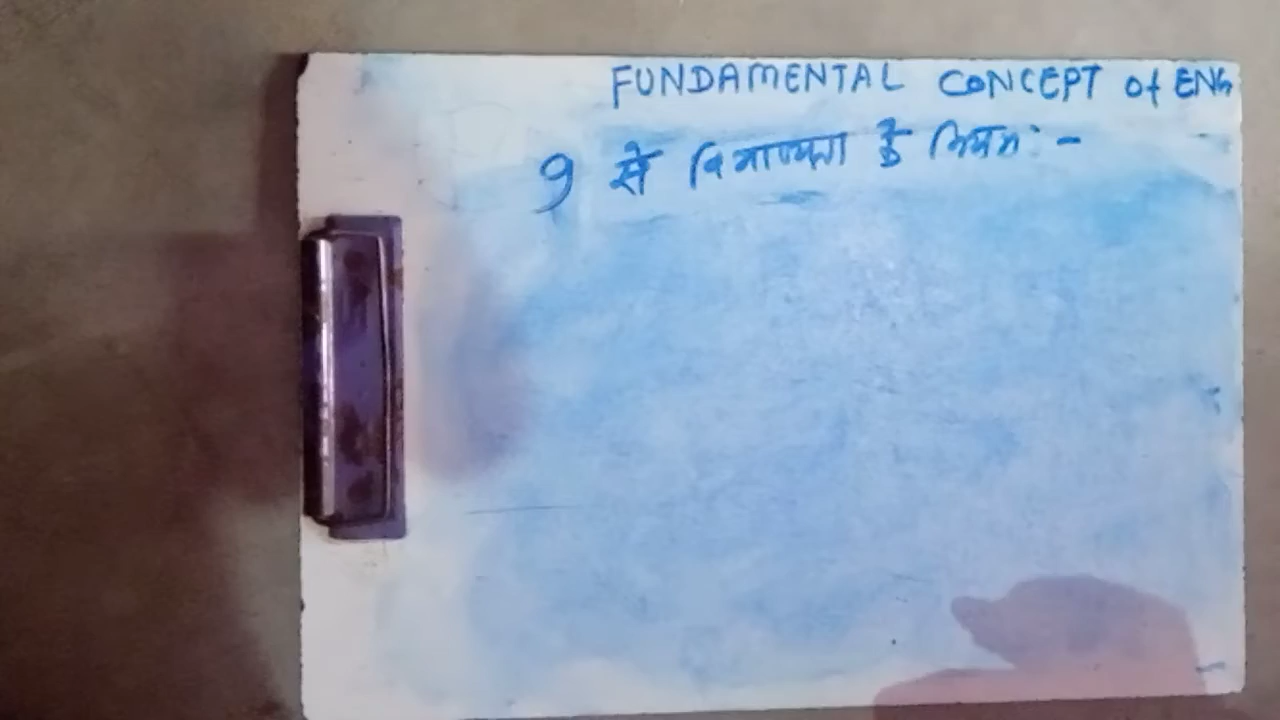 FUNDAMENTAL CONCEPT of ENG
9 से विभाज्यता के नियम :-